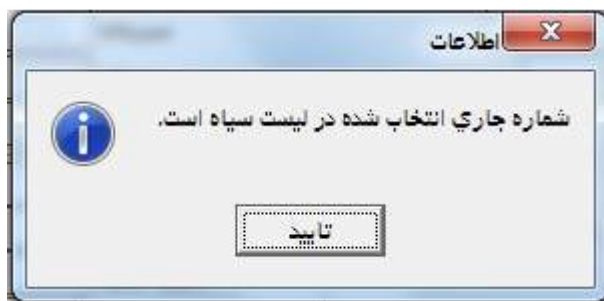 اطلاعات
شماره جاري انتخاب شده در ليست سياه است.
تاييد